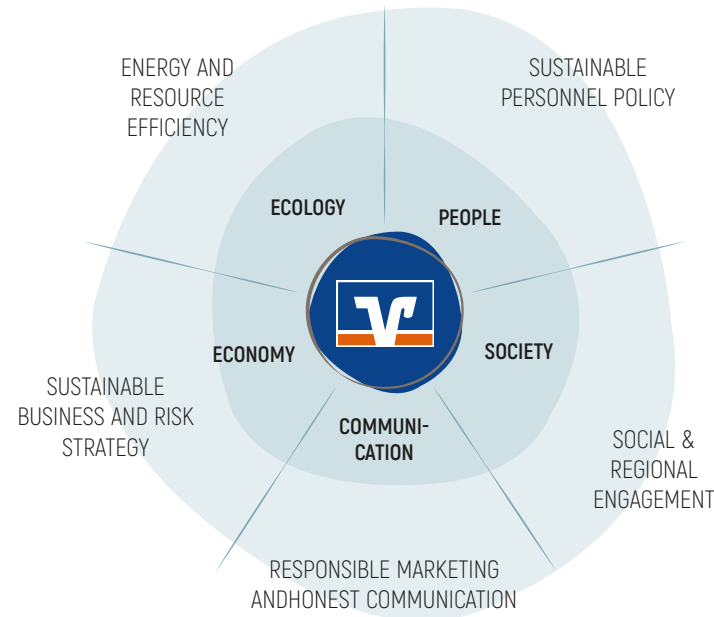 ENERGY AND
RESOURCE
EFFICIENCY
SUSTAINABLE
PERSONNEL POLICY
ECOLOGY
PEOPLE
ECONOMY
SOCIETY
COMMUNI-
CATION
SUSTAINABLE
BUSINESS AND RISK
STRATEGY
SOCIAL &
REGIONAL
ENGAGEMENT
RESPONSIBLE MARKETING
ANDHONEST COMMUNICATION